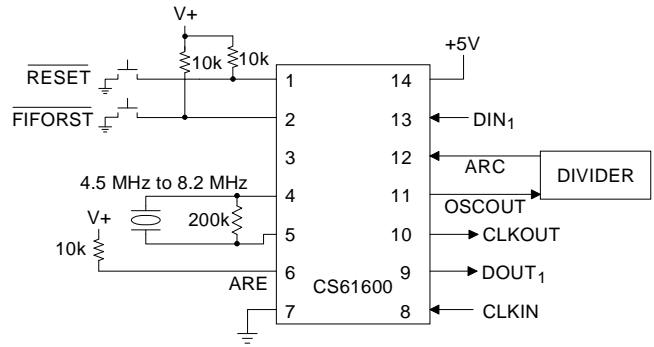 V+
10k
10k
+5V
RESET
1
14
FIFORST
2
13
DIN1
3
12
ARC
DIVIDER
4.5 MHz to 8.2 MHz
4
11
OSCOUT
V+
200k
5
10
CLKOUT
10k
ARE
6
9
DOUT1
CS61600
7
8
CLKIN